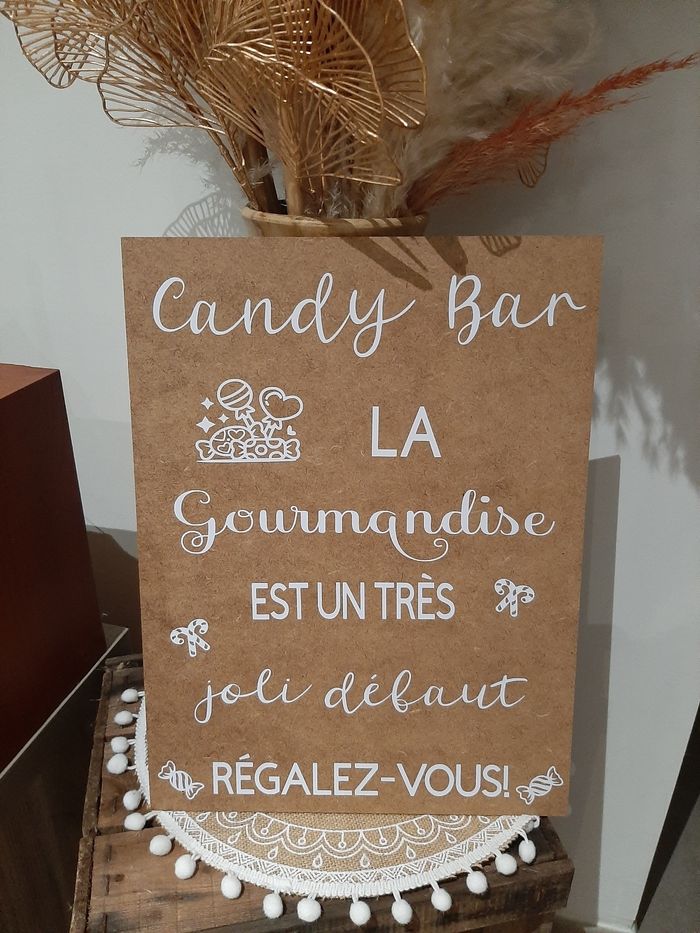 Candy Bar
LA
Gourmandise
EST UN TRÈS
joli défaut
RÉGALEZ-VOUS!